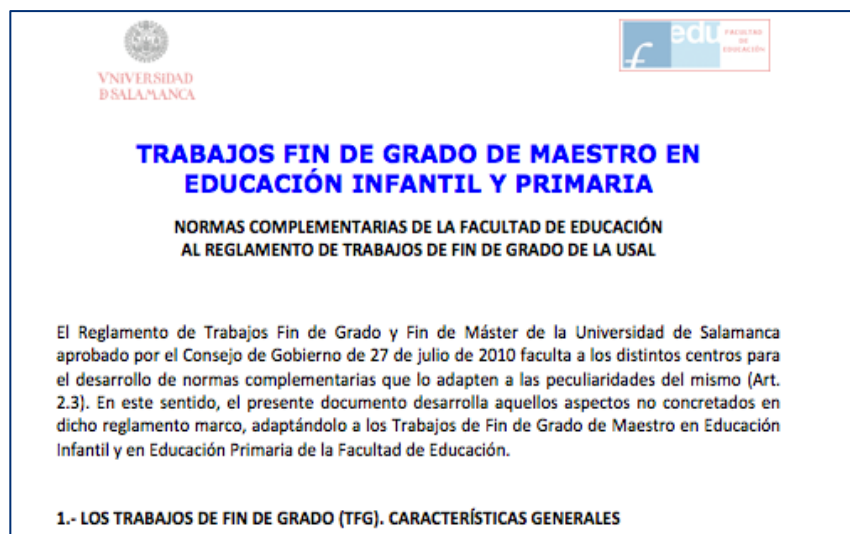 VNIVERSIDAD
D SALAMANCA
edu
f
FACULTAD
DE
EDUCACIÓN
TRABAJOS FIN DE GRADO DE MAESTRO EN
EDUCACIÓN INFANTIL Y PRIMARIA
NORMAS COMPLEMENTARIAS DE LA FACULTAD DE EDUCACIÓN
AL REGLAMENTO DE TRABAJOS DE FIN DE GRADO DE LA USAL
El Reglamento de Trabajos Fin de Grado y Fin de Máster de la Universidad de Salamanca
aprobado por el Consejo de Gobierno de 27 de julio de 2010 faculta a los distintos centros para
el desarrollo de normas complementarias que lo adapten a las peculiaridades del mismo (Art.
2.3). En este sentido, el presente documento desarrolla aquellos aspectos no concretados en
dicho reglamento marco, adaptándolo a los Trabajos de Fin de Grado de Maestro en Educación
Infantil y en Educación Primaria de la Facultad de Educación.
1.- LOS TRABAJOS DE FIN DE GRADO (TFG). CARACTERÍSTICAS GENERALES